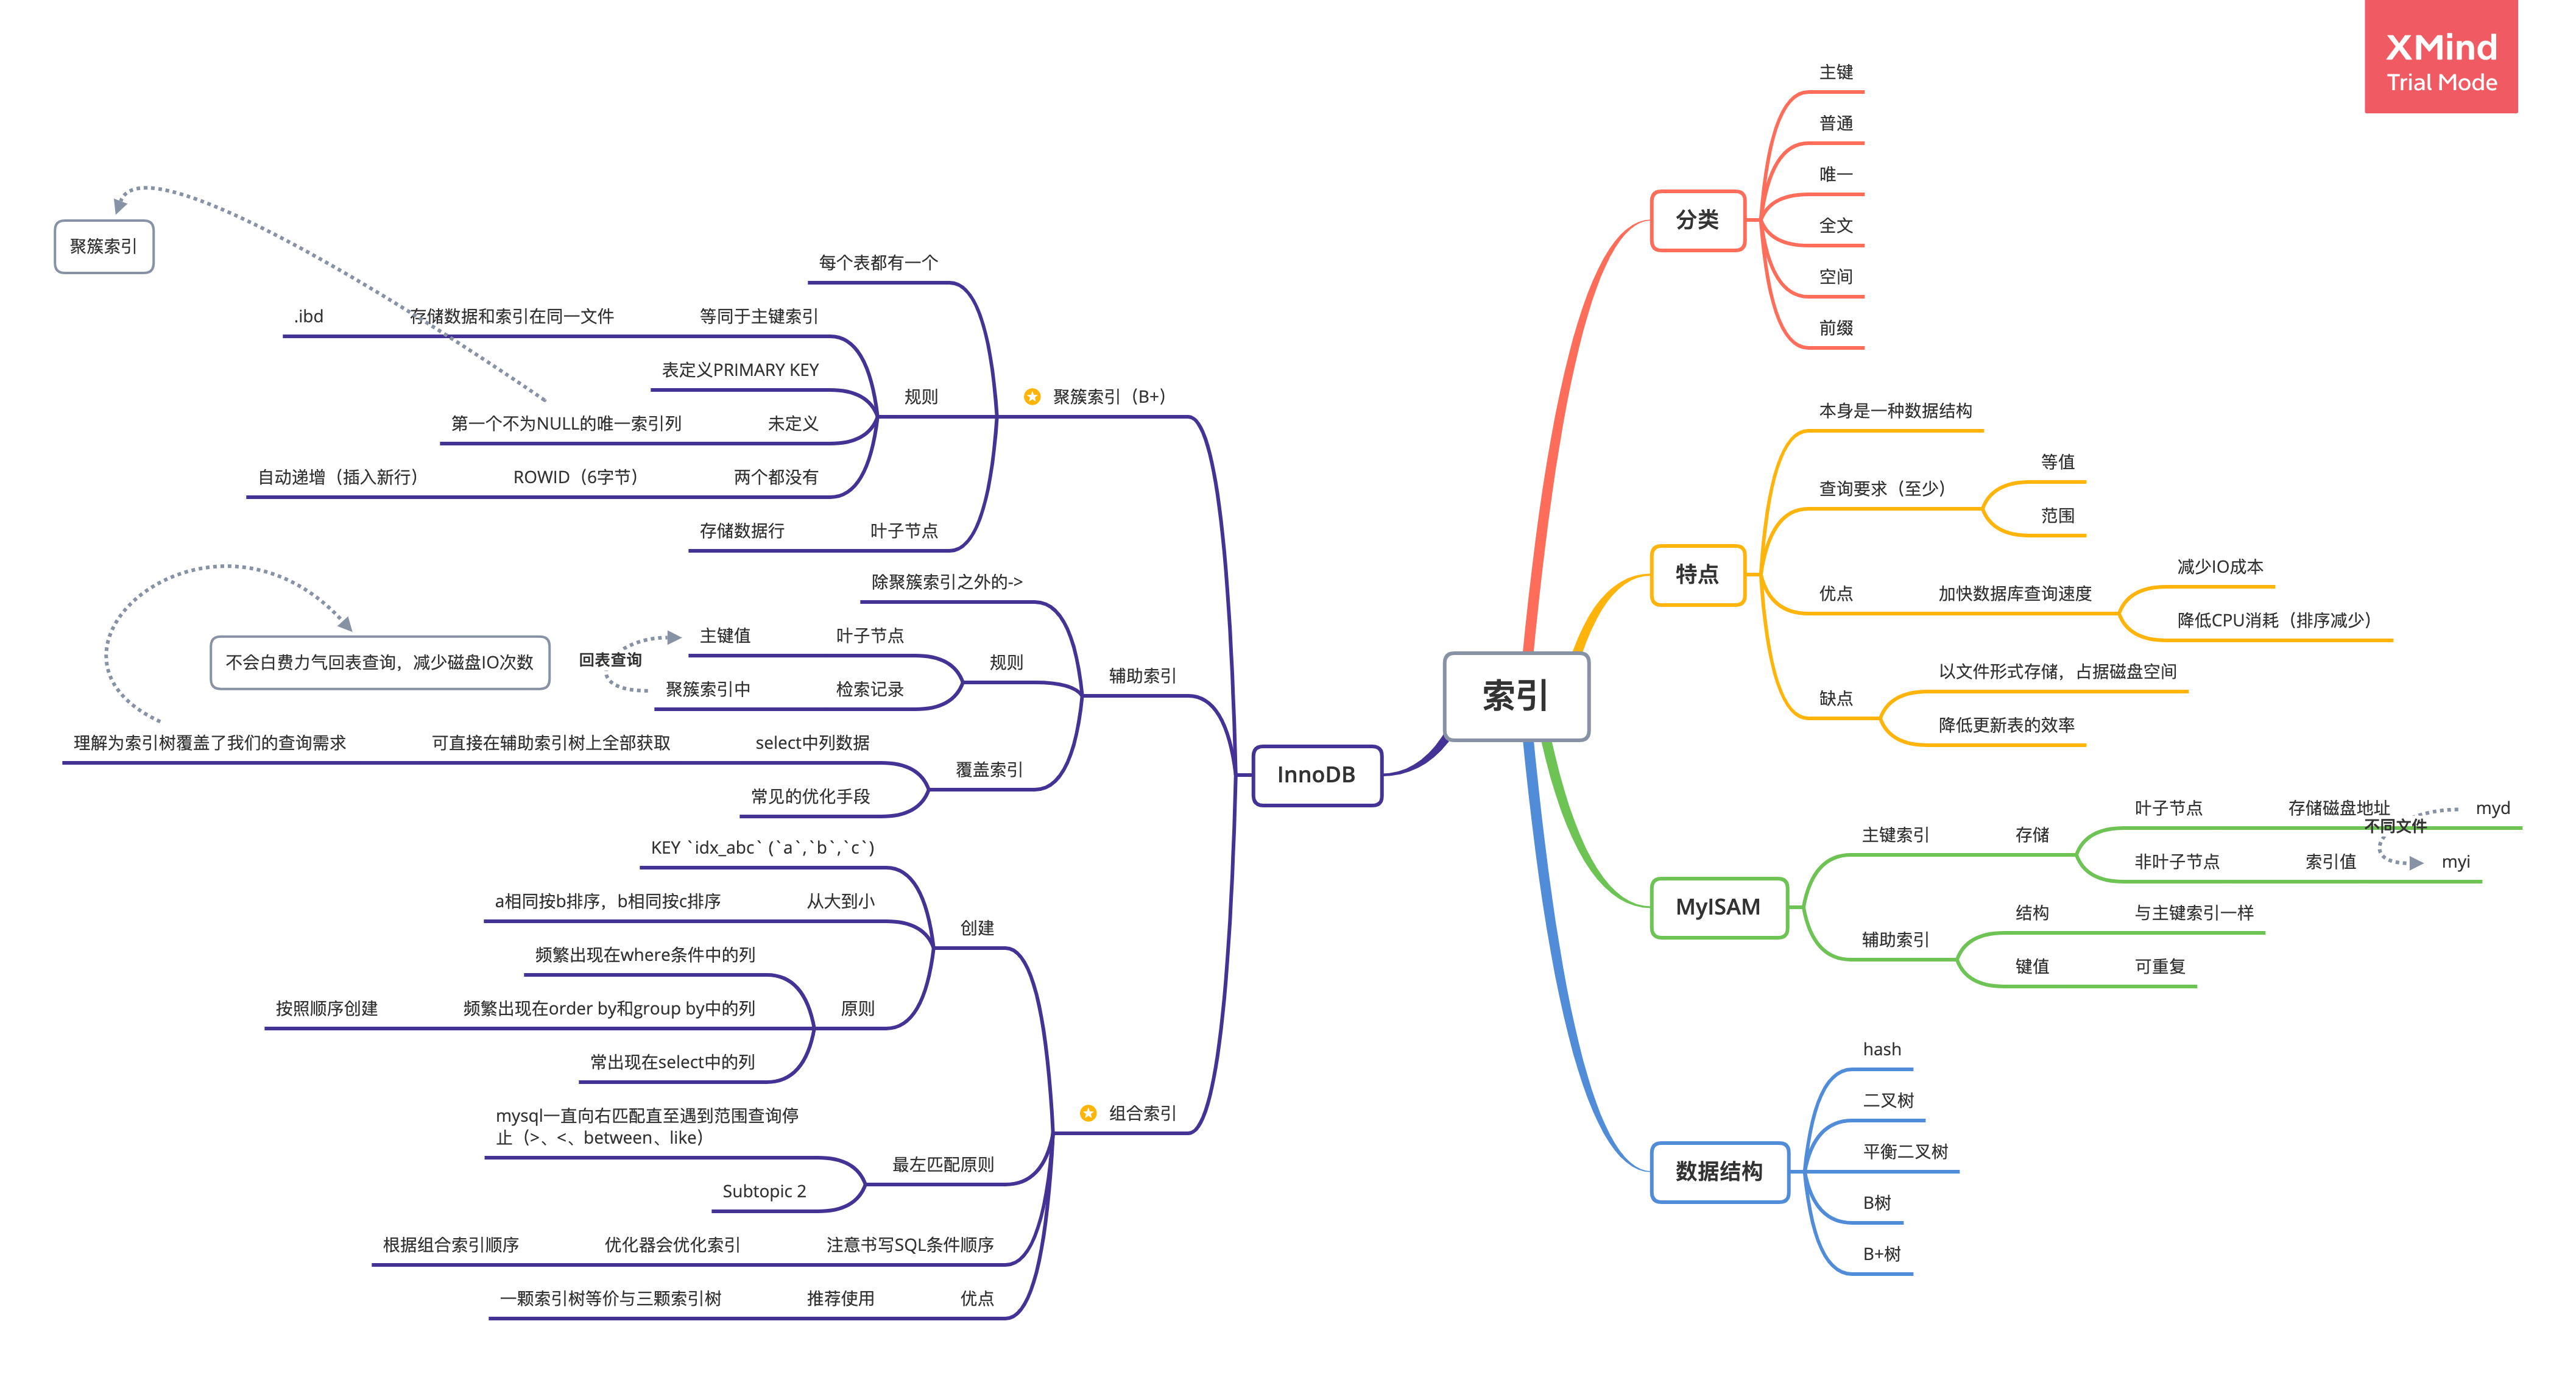 XMind
Trial Mode
索引
分类
主键
普通
唯一
全文
空间
前缀
特点
本身是一种数据结构
查询要求（至少）
等值
范围
优点
加快数据库查询速度
减少IO成本
降低CPU消耗（排序减少）
缺点
以文件形式存储，占据磁盘空间
降低更新表的效率
MyISAM
主键索引
存储
叶子节点
存储磁盘地址
myd
不同文件
非叶子节点
索引值
myi
辅助索引
结构
与主键索引一样
键值
可重复
数据结构
hash
二叉树
平衡二叉树
B树
B+树
InnoDB
聚簇索引（B+）
每个表都有一个
规则
等同于主键索引
存储数据和索引在同一文件
.ibd
表定义PRIMARY KEY
未定义
第一个不为NULL的唯一索引列
聚簇索引
两个都没有
ROWID（6字节）
自动递增（插入新行）
叶子节点
存储数据行
辅助索引
除聚簇索引之外的->
规则
叶子节点
主键值
回表查询
检索记录
聚簇索引中
覆盖索引
select中列数据
可直接在辅助索引树上全部获取
理解为索引树覆盖了我们的查询需求
不会白费力气回表查询，减少磁盘IO次数
常见的优化手段
组合索引
创建
KEY `idx_abc` (`a`,`b`,`c`)
从大到小
a相同按b排序，b相同按c排序
原则
频繁出现在where条件中的列
频繁出现在order by和group by中的列
按照顺序创建
常出现在select中的列
最左匹配原则
mysql一直向右匹配直至遇到范围查询停
止（>、<、between、like）
Subtopic 2
注意书写SQL条件顺序
优化器会优化索引
根据组合索引顺序
优点
推荐使用
一颗索引树等价与三颗索引树